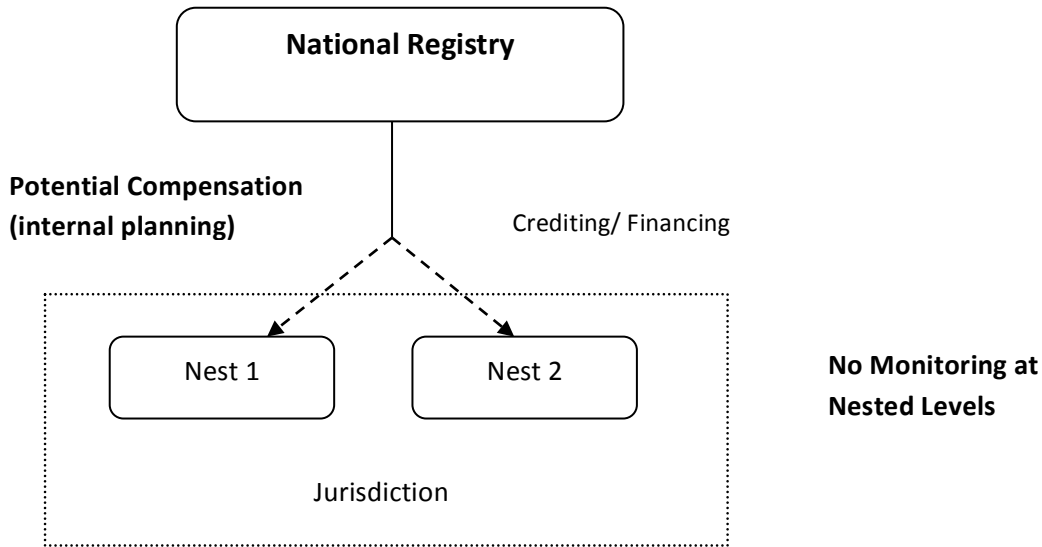 National Registry
Potential Compensation
(internal planning)
Crediting/ Financing
Nest 1
Nest 2
No Monitoring at
Nested Levels
Jurisdiction